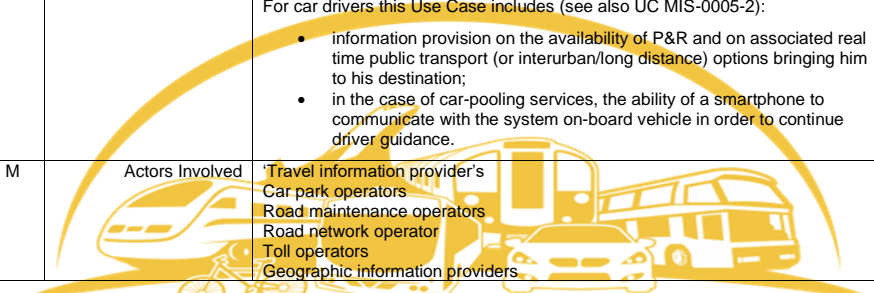 For car drivers this Use Case includes (see also UC MIS-0005-2):
• information provision on the availability of P&R and on associated real
time public transport (or interurban/long distance) options bringing him
to his destination;
• in the case of car-pooling services, the ability of a smartphone to
communicate with the system on-board vehicle in order to continue
driver guidance.
M Actors Involved 'Travel information provider's
Car park operators
Road maintenance operators
Road network operator
Toll operators
Geographic information providers